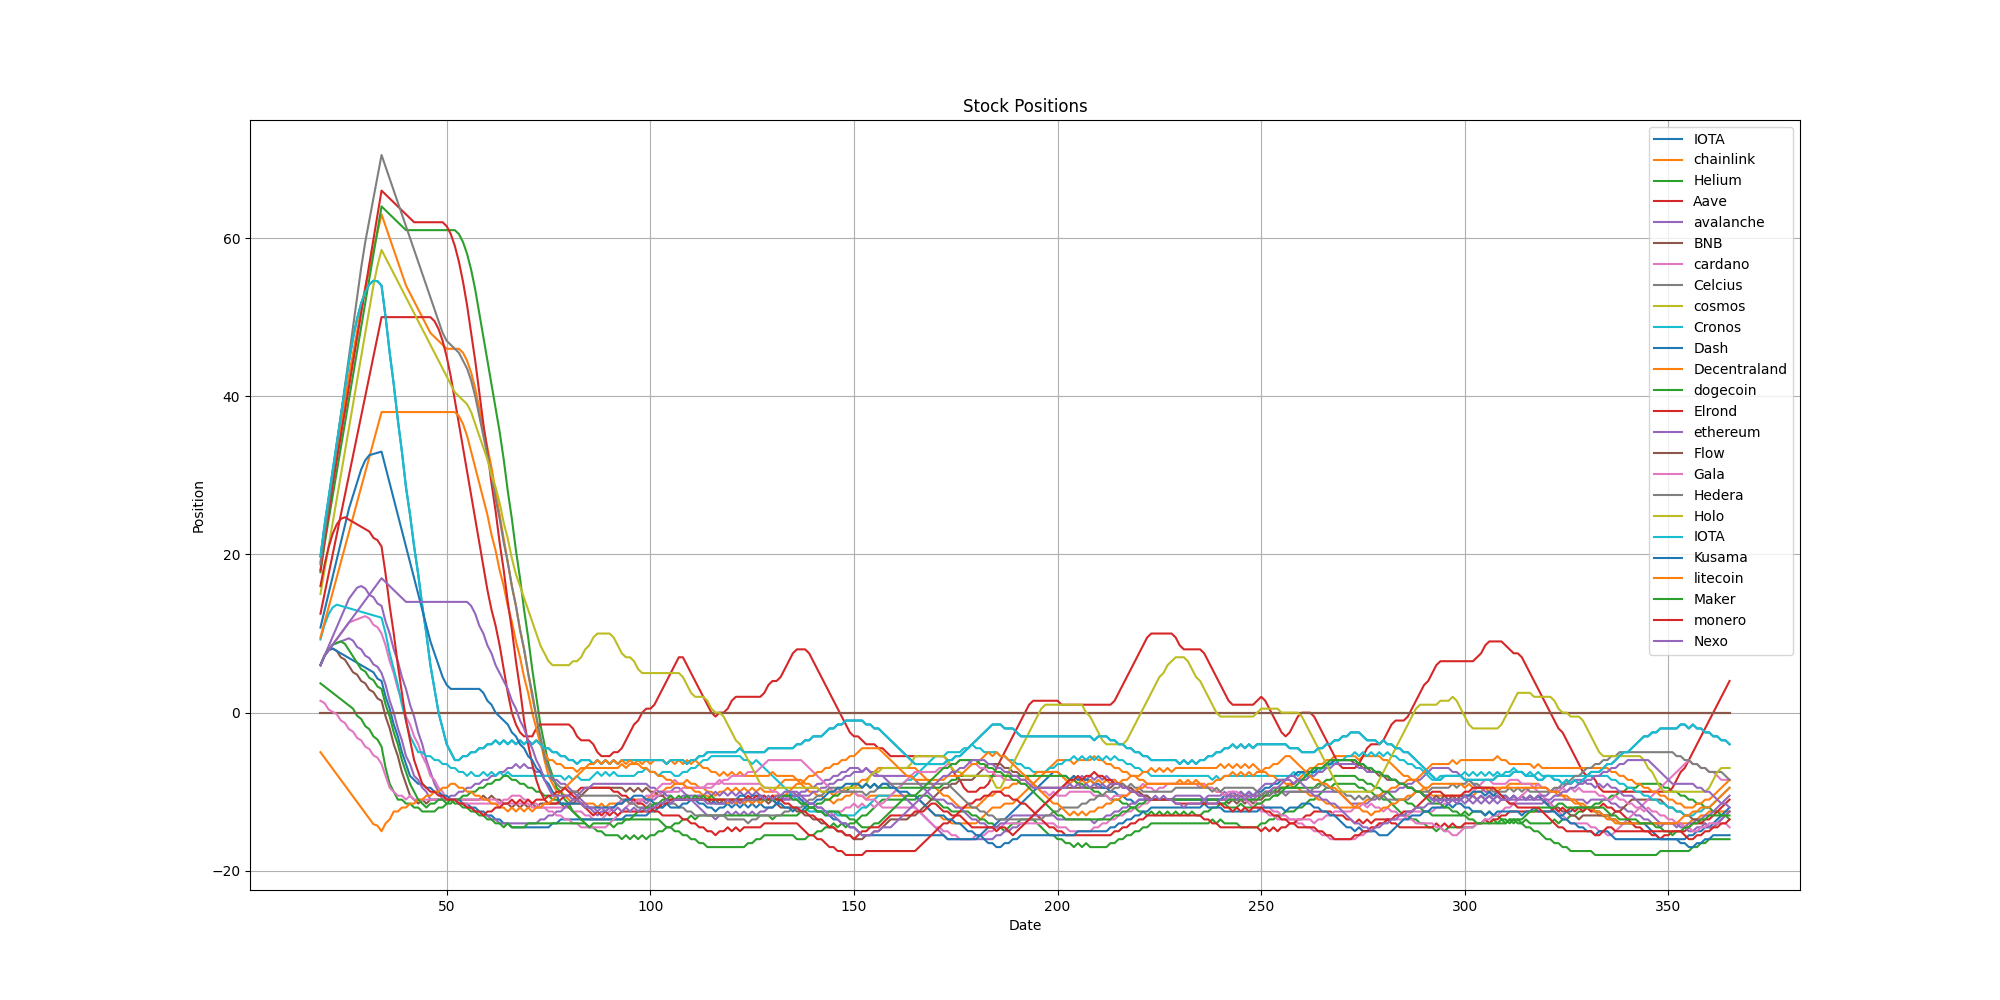 Stock Positions
IOTA
chainlink
Helium
Aave
avalanche
BNB
cardano
Celcius
cosmos
Cronos
Dash
Decentraland
dogecoin
Elrond
ethereum
Flow
Gala
Hedera
Holo
IOTA
Kusama
litecoin
Maker
monero
Nexo
60
40
20
0
−20
Position
50 100 150 200 250 300 350
Date